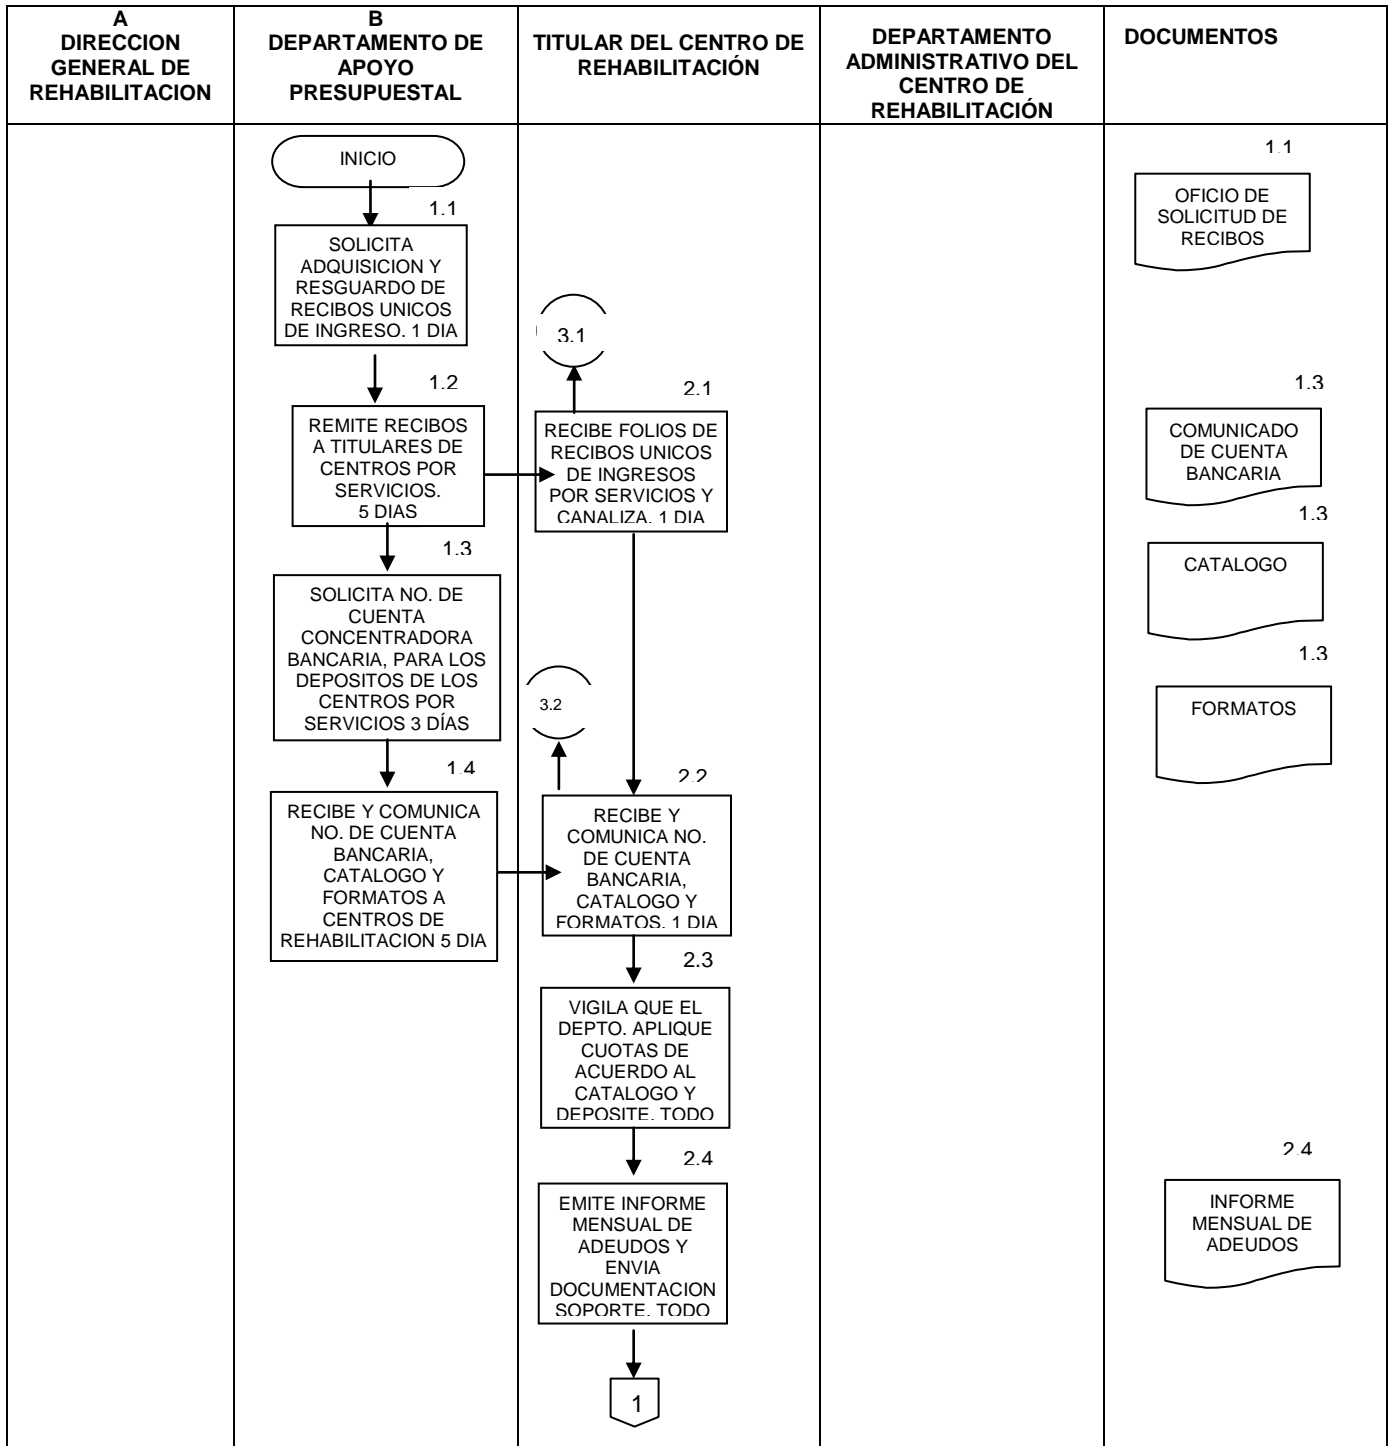 A
DIRECCION
GENERAL DE
REHABILITACION
B
DEPARTAMENTO DE
APOYO
PRESUPUESTAL
TITULAR DEL CENTRO DE
REHABILITACIÓN
DEPARTAMENTO
ADMINISTRATIVO DEL
CENTRO DE
REHABILITACIÓN
DOCUMENTOS
INICIO
1.1
SOLICITA
ADQUISICION Y
RESGUARDO DE
RECIBOS UNICOS
DE INGRESO. 1 DIA
1.2
REMITE RECIBOS
A TITULARES DE
CENTROS POR
SERVICIOS.
5 DIAS
1.3
SOLICITA NO. DE
CUENTA
CONCENTRADORA
BANCARIA, PARA LOS
DEPOSITOS DE LOS
CENTROS POR
SERVICIOS 3 DÍAS
1.4
RECIBE Y COMUNICA
NO. DE CUENTA
BANCARIA,
CATALOGO Y
FORMATOS A
CENTROS DE
REHABILITACION 5 DIA
3.1
2.1
RECIBE FOLIOS DE
RECIBOS UNICOS
DE INGRESOS
POR SERVICIOS Y
CANALIZA. 1 DIA
3.2
2.2
RECIBE Y
COMUNICA NO.
DE CUENTA
BANCARIA,
CATALOGO Y
FORMATOS. 1 DIA
2.3
VIGILA QUE EL
DEPTO. APLIQUE
CUOTAS DE
ACUERDO AL
CATALOGO Y
DEPOSITE. TODO
2.4
EMITE INFORME
MENSUAL DE
ADEUDOS Y
ENVIA
DOCUMENTACION
SOPORTE. TODO
1
1.1
OFICIO DE
SOLICITUD DE
RECIBOS
1.3
COMUNICADO
DE CUENTA
BANCARIA
1.3
CATALOGO
1.3
FORMATOS
2.4
INFORME
MENSUAL DE
ADEUDOS